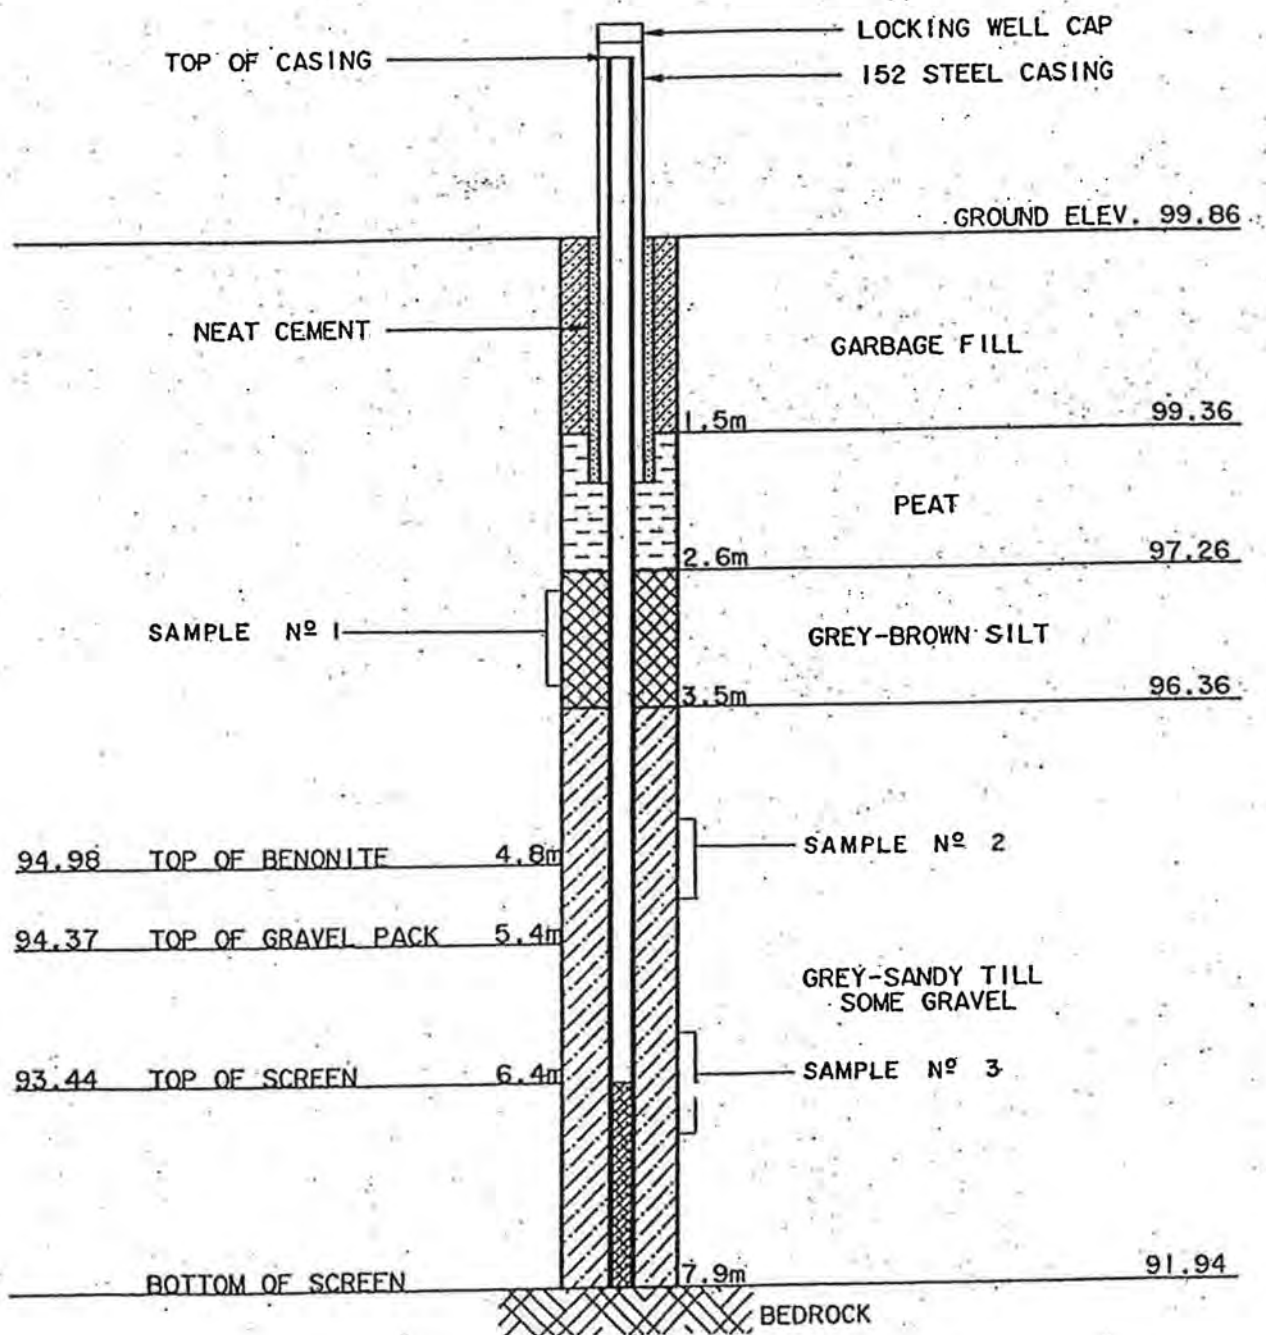 LOCKING WELL CAP
TOP OF CASING
152 STEEL CASING
GROUND ELEV. 99.86
NEAT CEMENT
GARBAGE FILL
1.5m 99.36
PEAT
2.6m 97.26
SAMPLE Nº 1
GREY-BROWN SILT
3.5m 96.36
SAMPLE Nº 2
94.98 TOP OF BENONITE 4.8m
94.37 TOP OF GRAVEL PACK 5.4m
GREY-SANDY TILL
SOME GRAVEL
93.44 TOP OF SCREEN 6.4m
SAMPLE Nº 3
BOTTOM OF SCREEN 7.9m 91.94
BEDROCK